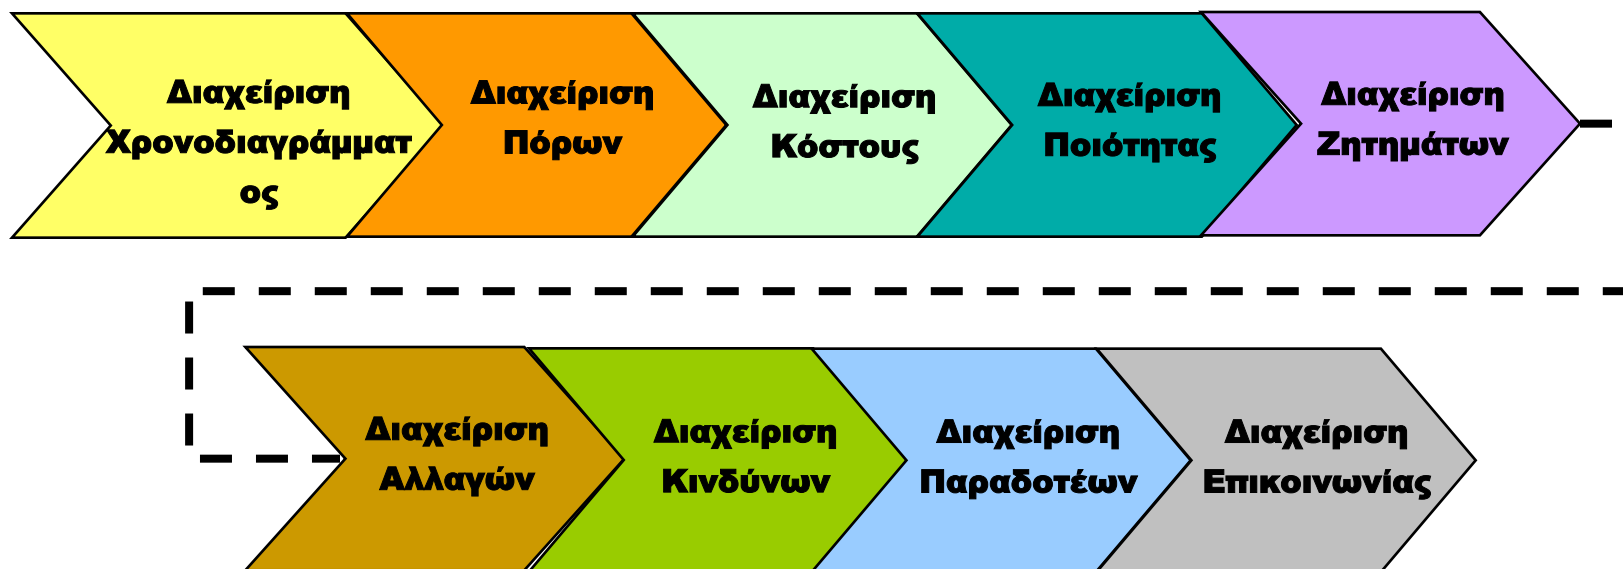 Διαχείριση
Χρονοδιαγράμματ
ος
Διαχείριση
Πόρων
Διαχείριση
Κόστους
Διαχείριση
Ποιότητας
Διαχείριση
Ζητημάτων
Διαχείριση
Αλλαγών
Διαχείριση
Κινδύνων
Διαχείριση
Παραδοτέων
Διαχείριση
Επικοινωνίας